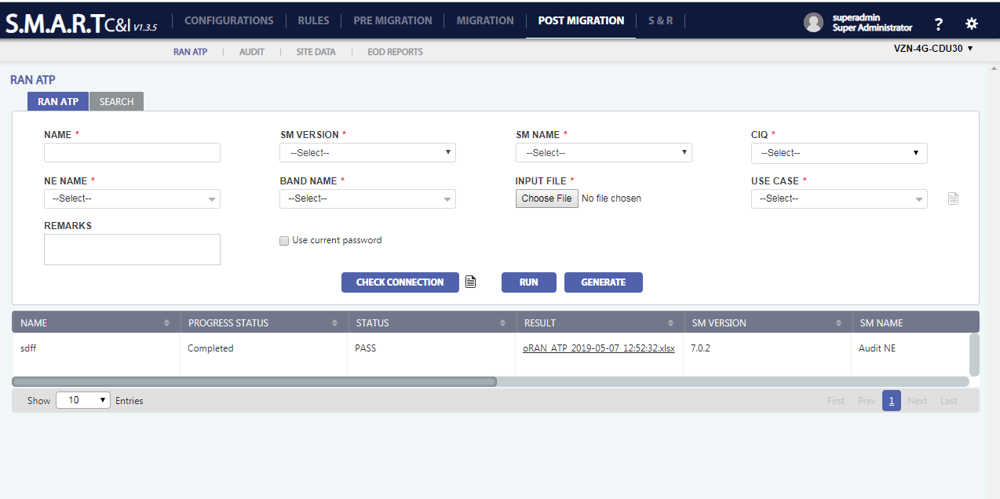 S.M.A.R.T C&I V1.3.5
CONFIGURATIONS RULES PRE MIGRATION MIGRATION POST MIGRATION S & R
superadmin
Super Administrator
?
RAN ATP AUDIT SITE DATA EOD REPORTS
VZN-4G-CDU30 ▼
RAN ATP
RAN ATP SEARCH
NAME * SM VERSION * SM NAME * CIQ *
--Select-- --Select-- --Select--
NE NAME * BAND NAME * INPUT FILE * USE CASE *
--Select-- --Select-- Choose File No file chosen --Select--
REMARKS
Use current password
CHECK CONNECTION RUN GENERATE
NAME PROGRESS STATUS STATUS RESULT SM VERSION SM NAME
sdff Completed PASS oRAN_ATP_2019-05-07_12:52:32.xlsx 7.0.2 Audit NE
Show 10 Entries First Prev 1 Next Last